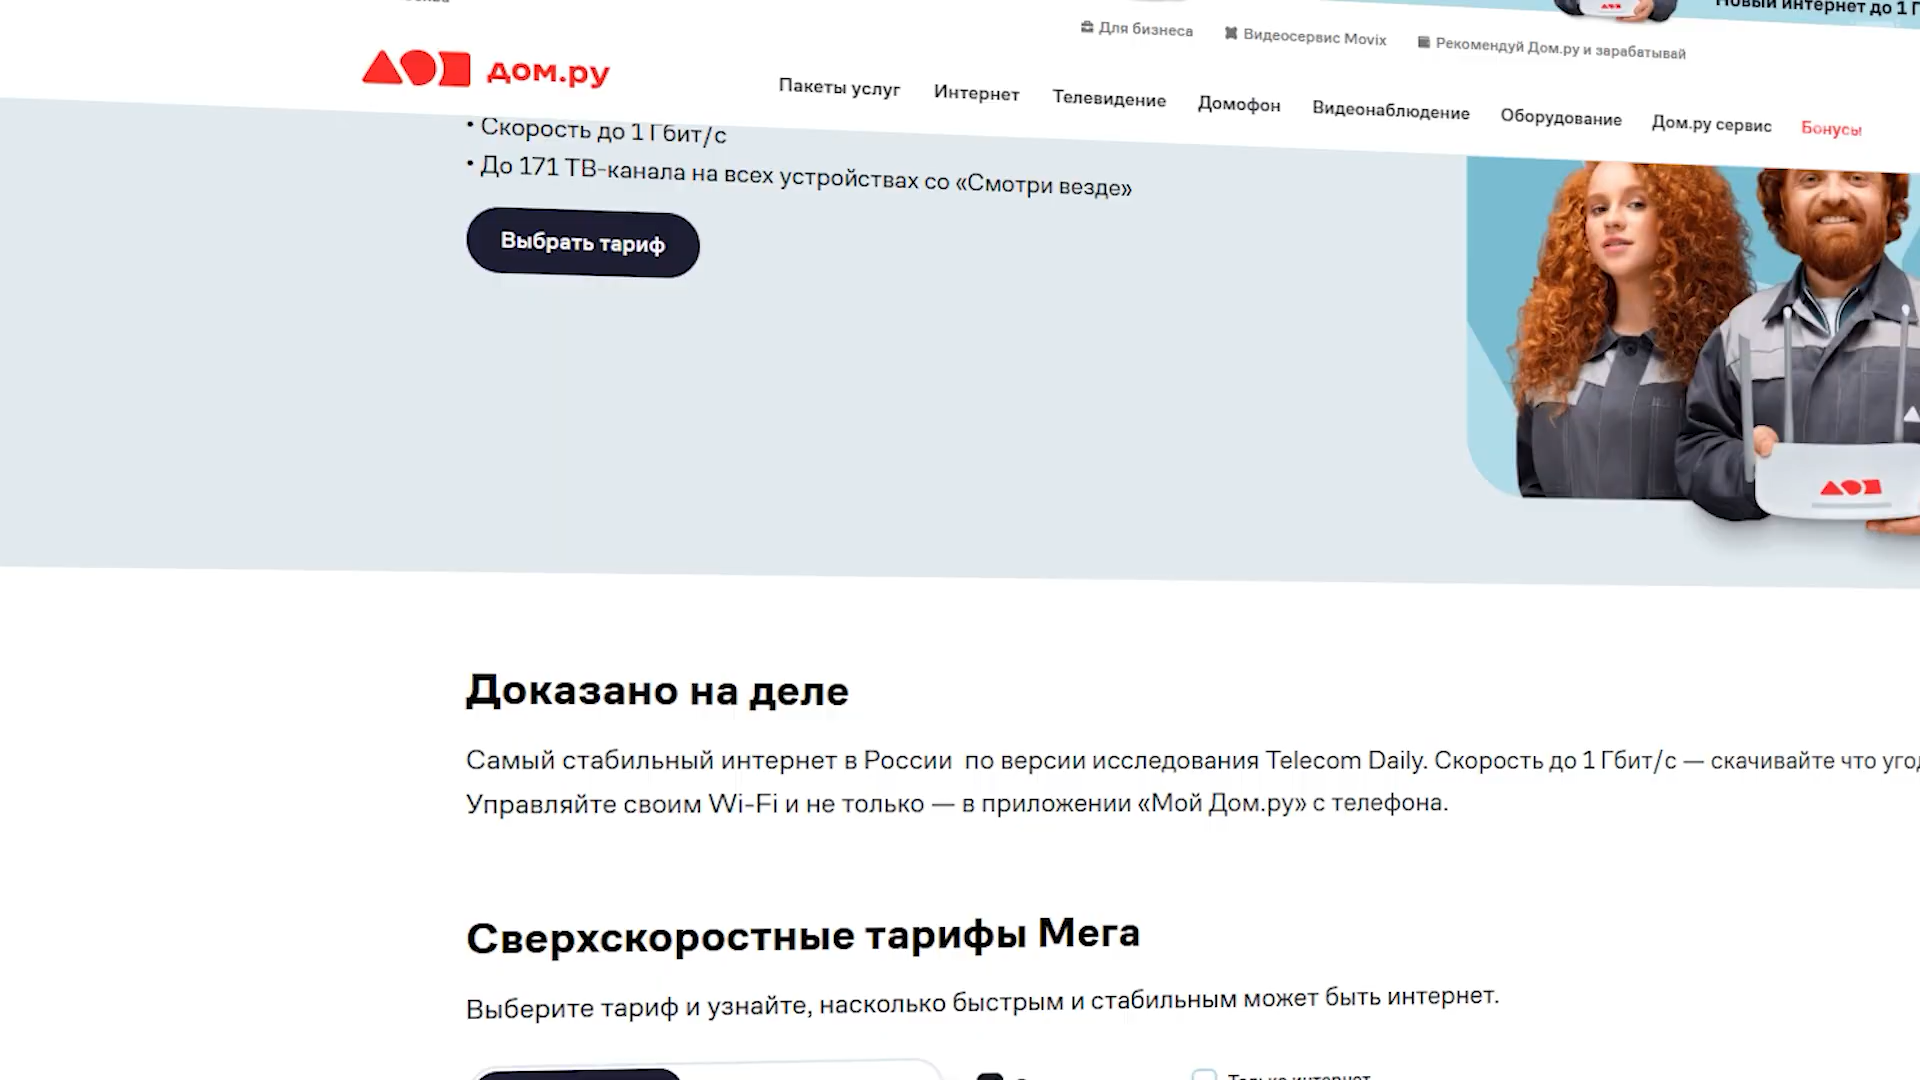 Для бизнеса
Видеосервис Movix
Рекомендуй Дом.ру и зарабатывай
дом.ру
Пакеты услуг
Интернет
Телевидение
Домофон
Видеонаблюдение
Оборудование
Дом.ру сервис
Бонусы
• Скорость до 1 Гбит/с
• До 171 ТВ-канала на всех устройствах со «Смотри везде»
Выбрать тариф
Доказано на деле
Самый стабильный интернет в России по версии исследования Telecom Daily. Скорость до 1 Гбит/с — скачивайте что
Управляйте своим Wi-Fi и не только — в приложении «Мой Дом.ру» с телефона.
Сверхскоростные тарифы Мега
Выберите тариф и узнайте, насколько быстрым и стабильным может быть интернет.
Только интернет